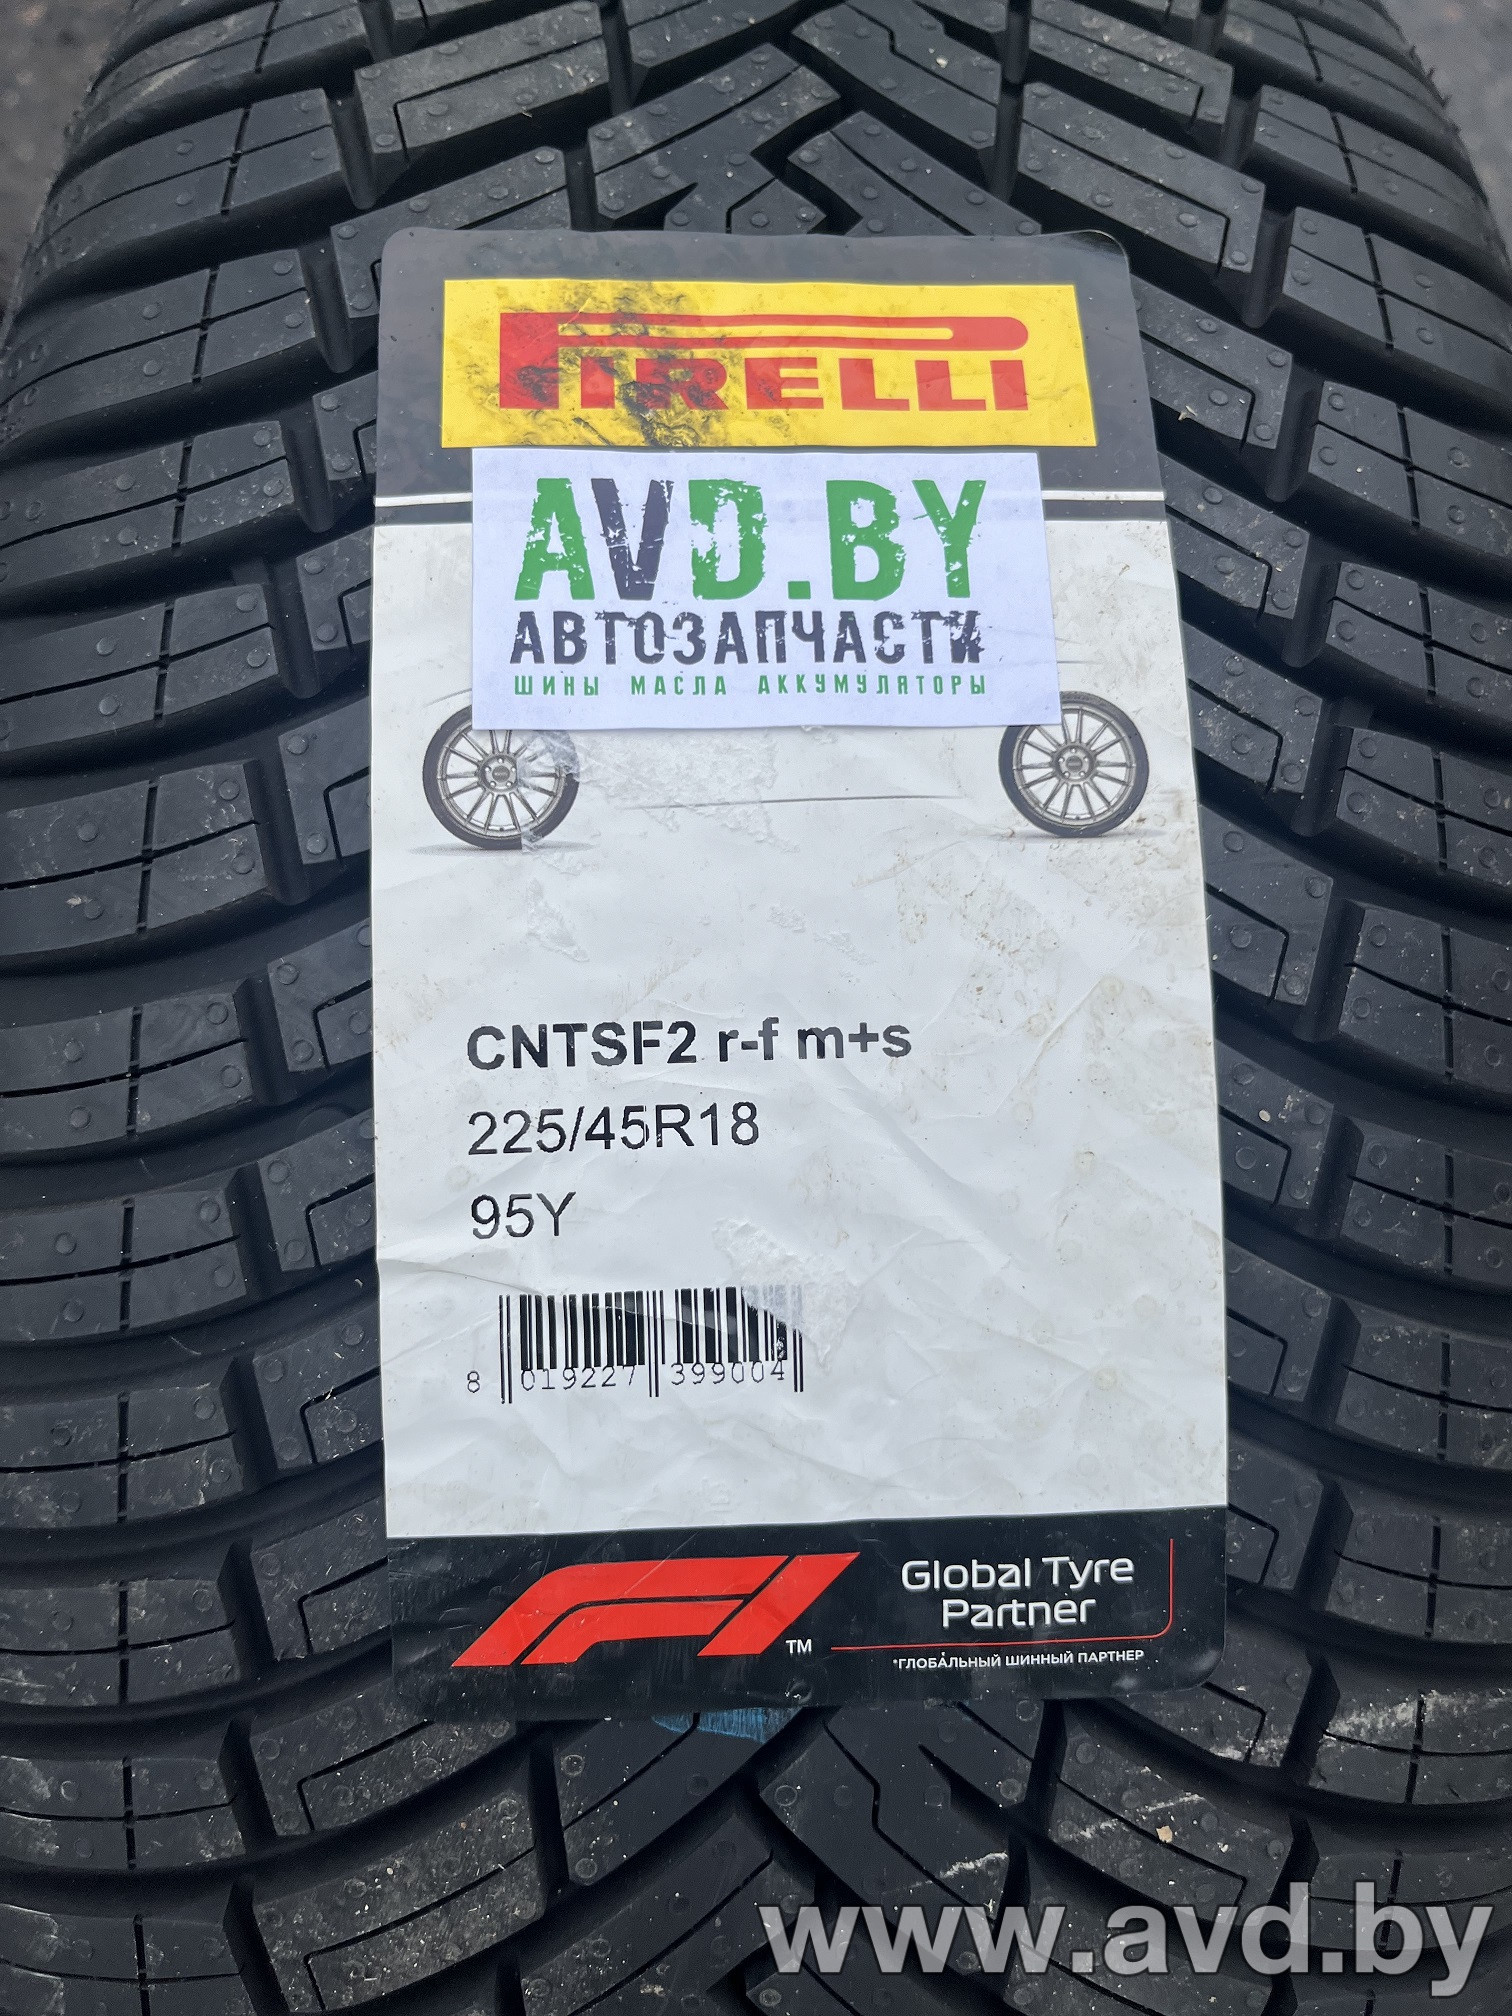 PIRELLI
AVD.BY
АВТОЗАПЧАСТИ
ШИНЫ МАСЛА АККУМУЛЯТОРЫ
CNTSF2 r-f m+s
225/45R18
95Y
8 019227 399004
F1 TM
Global Tyre
Partner
*ГЛОБАЛЬНЫЙ ШИННЫЙ ПАРТНЕР
www.avd.by